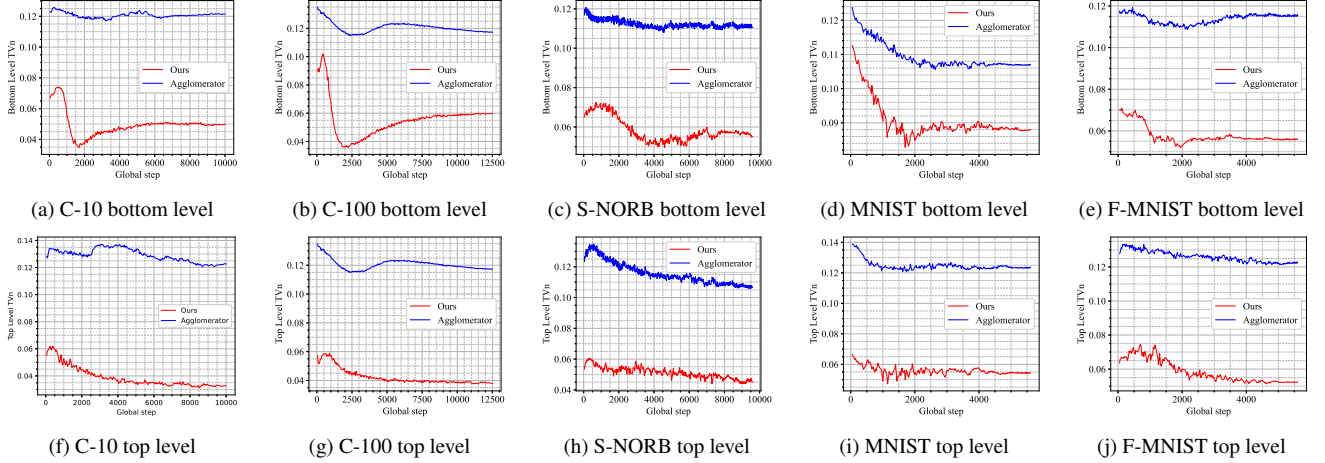 0.12
0.10
0.08
0.06
0.04
Bottom Level TVn
Ours
Agglomerator
0 2000 4000 6000 8000 10000
Global step
(a) C-10 bottom level
0.12
0.10
0.08
0.06
0.04
Bottom Level TVn
Ours
Agglomerator
0 2500 5000 7500 10000 12500
Global step
(b) C-100 bottom level
0.12
0.10
0.08
0.06
Bottom Level TVn
Ours
Agglomerator
0 2000 4000 6000 8000 10000
Global step
(c) S-NORB bottom level
0.12
0.11
0.10
0.09
Bottom Level TVn
Ours
Agglomerator
0 2000 4000
Global step
(d) MNIST bottom level
0.12
0.10
0.08
0.06
Bottom Level TVn
Ours
Agglomerator
0 2000 4000
Global step
(e) F-MNIST bottom level
0.14
0.12
0.10
0.08
0.06
0.04
Top Level TVn
Ours
Agglomerator
0 2000 4000 6000 8000 10000
Global step
(f) C-10 top level
0.12
0.10
0.08
0.06
0.04
Top Level TVn
Ours
Agglomerator
0 2500 5000 7500 10000 12500
Global step
(g) C-100 top level
0.12
0.10
0.08
0.06
0.04
Top Level TVn
Ours
Agglomerator
0 2000 4000 6000 8000 10000
Global step
(h) S-NORB top level
0.14
0.12
0.10
0.08
0.06
Top Level TVn
Ours
Agglomerator
0 2000 4000
Global step
(i) MNIST top level
0.12
0.10
0.08
0.06
Top Level TVn
Ours
Agglomerator
0 2000 4000
Global step
(j) F-MNIST top level